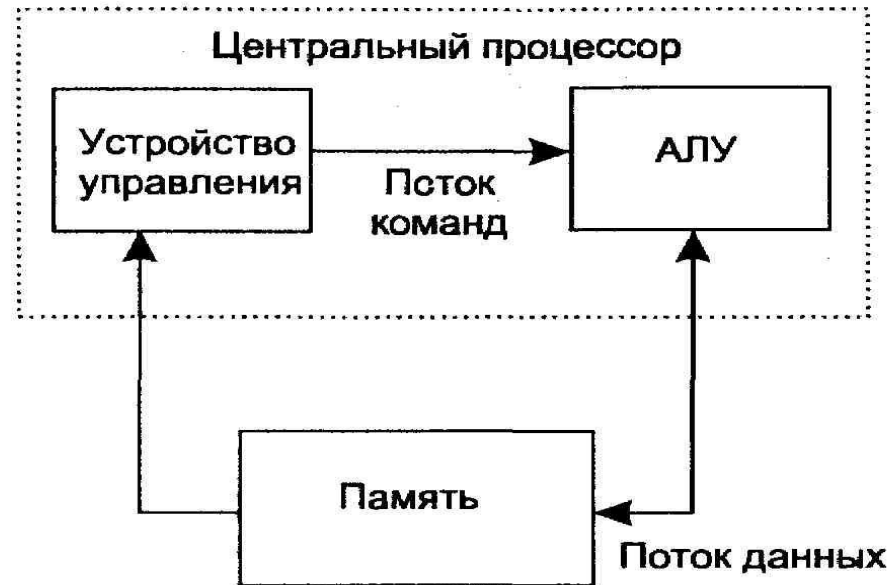 Центральный процессор
Устройство
управления
АЛУ
Псток
команд
Память
Поток данных